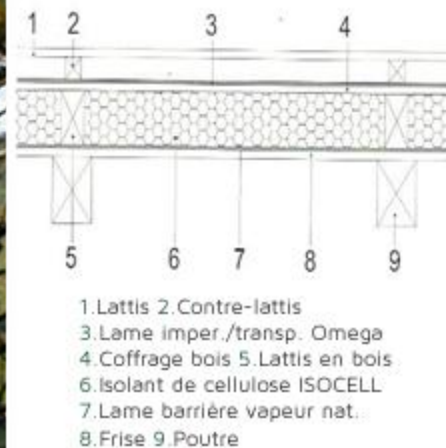 1 2 3 4
5 6 7 8 9
1.Lattis 2.Contre-lattis
3.Lame imper./transp. Omega
4.Coffrage bois 5.Lattis en bois
6.Isolant de cellulose ISOCELL
7.Lame barrière vapeur nat.
8.Frise 9.Poutre